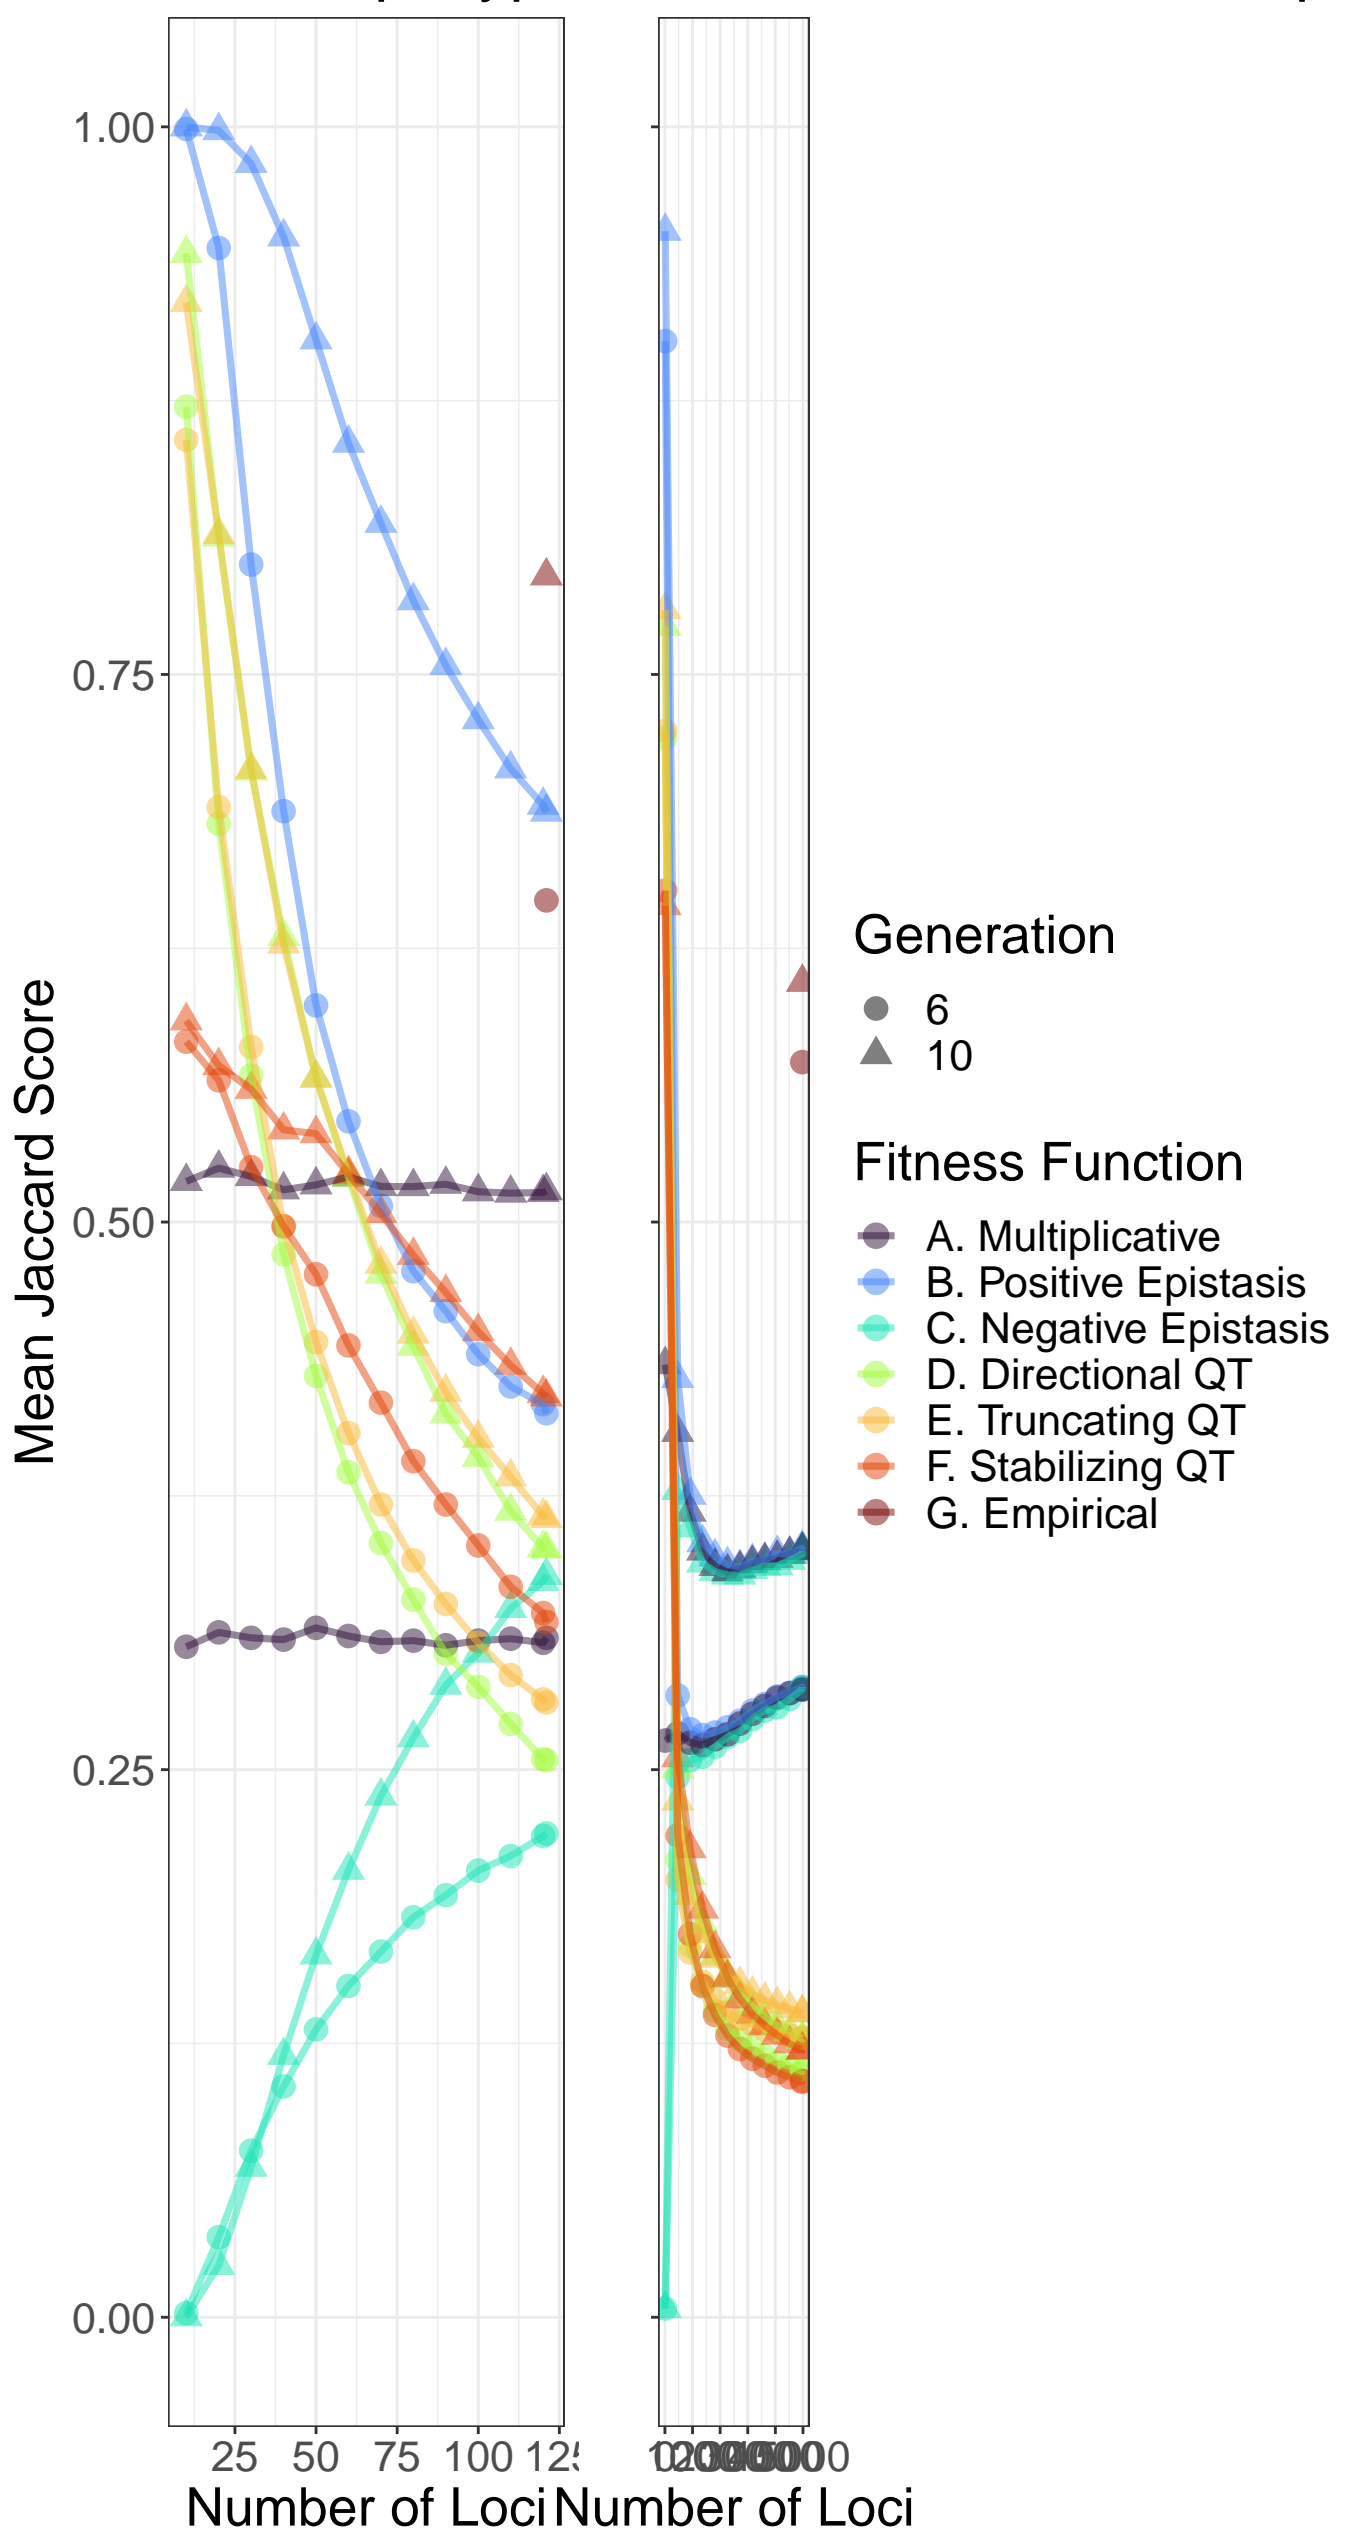 1.00
0.75
0.50
0.25
0.00
Mean Jaccard Score
25 50 75 100
Number of Loci
Number of Loci
Generation
6
10
Fitness Function
A. Multiplicative
B. Positive Epistasis
C. Negative Epistasis
D. Directional QT
E. Truncating QT
F. Stabilizing QT
G. Empirical